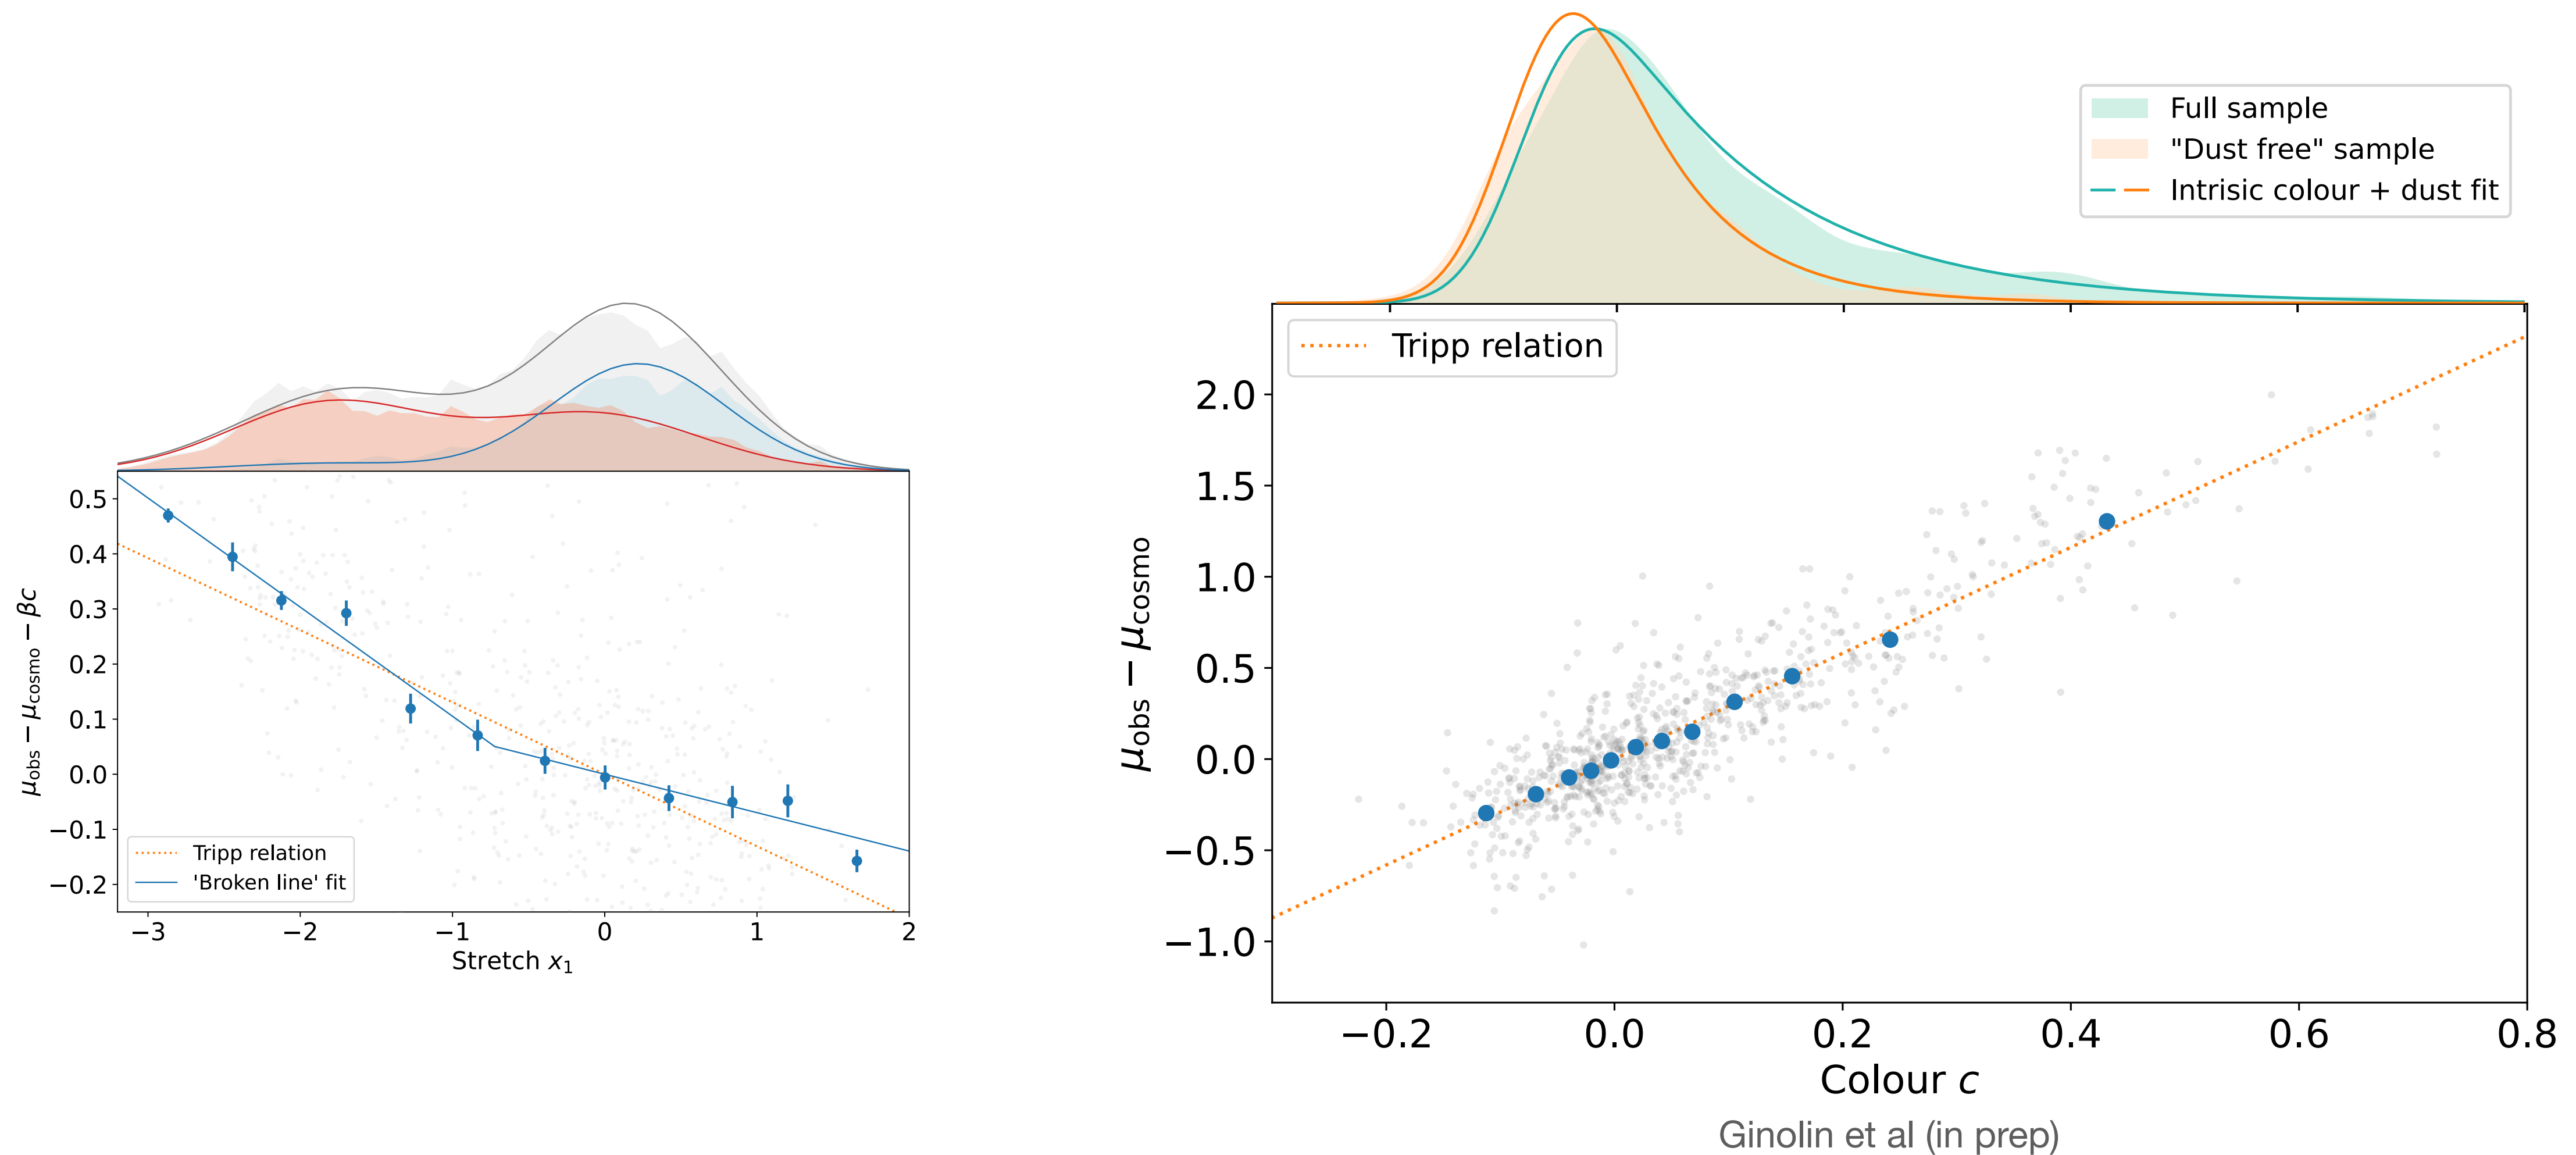 0.5
0.4
0.3
0.2
0.1
0.0
−0.1
−0.2
μobs − μcosmo − βc
Tripp relation
'Broken line' fit
−3 −2 −1 0 1 2
Stretch x₁
Full sample
"Dust free" sample
Intrisic colour + dust fit
Tripp relation
2.0
1.5
1.0
0.5
0.0
−0.5
−1.0
μobs − μcosmo
−0.2 0.0 0.2 0.4 0.6 0.8
Colour c
Ginolin et al (in prep)